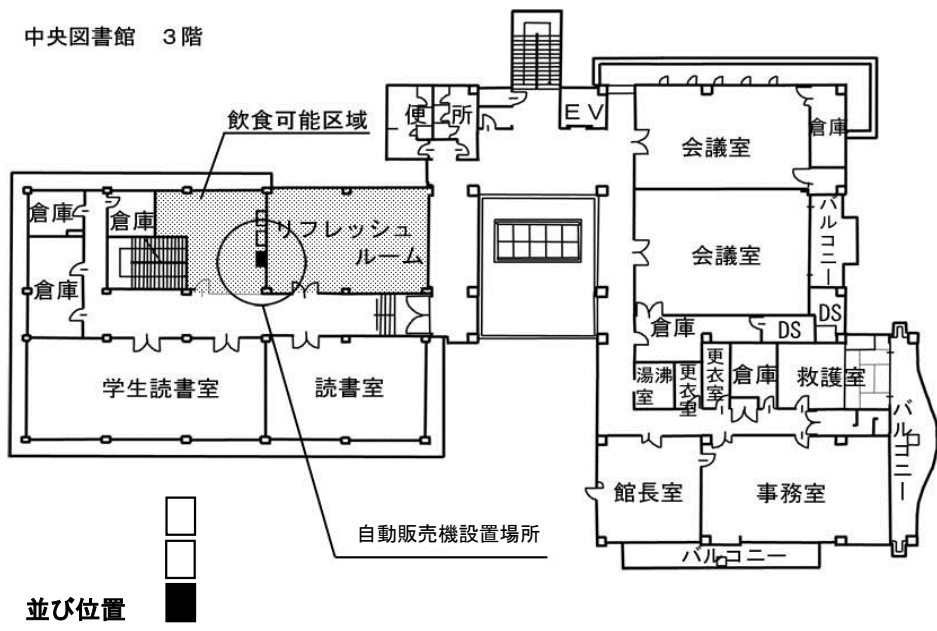 中央図書館　３階
飲食可能区域
便 所
ＥＶ
会議室
倉庫
倉庫
倉庫
リフレッシュ
ルーム
会議室
バルコニー
倉庫
DS
倉庫
DS
学生読書室
読書室
湯沸室
更衣室
更衣室
倉庫
救護室
バルコニー
館長室
事務室
自動販売機設置場所
バルコニー
並び位置